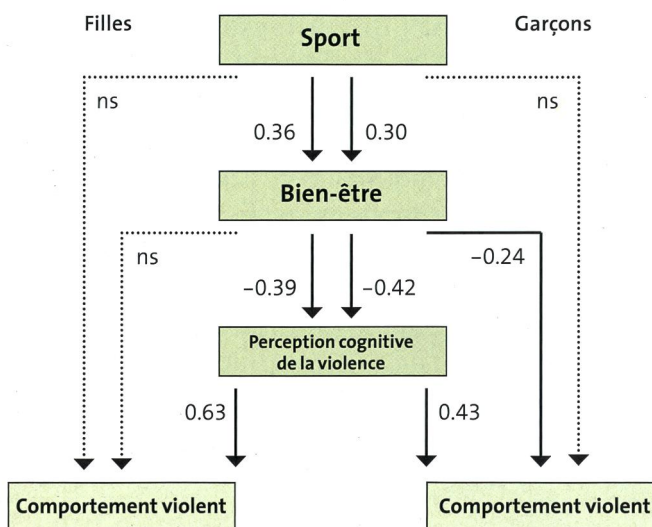 Filles
Sport
Garçons
ns
ns
0.36
0.30
Bien-être
ns
–0.24
–0.39
–0.42
Perception cognitive
de la violence
0.63
0.43
Comportement violent
Comportement violent